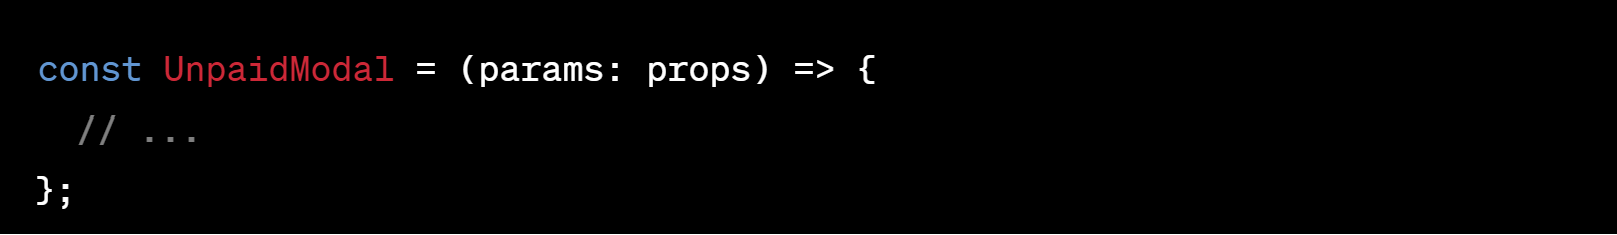 const UnpaidModal = (params: props) => {
// ...
};